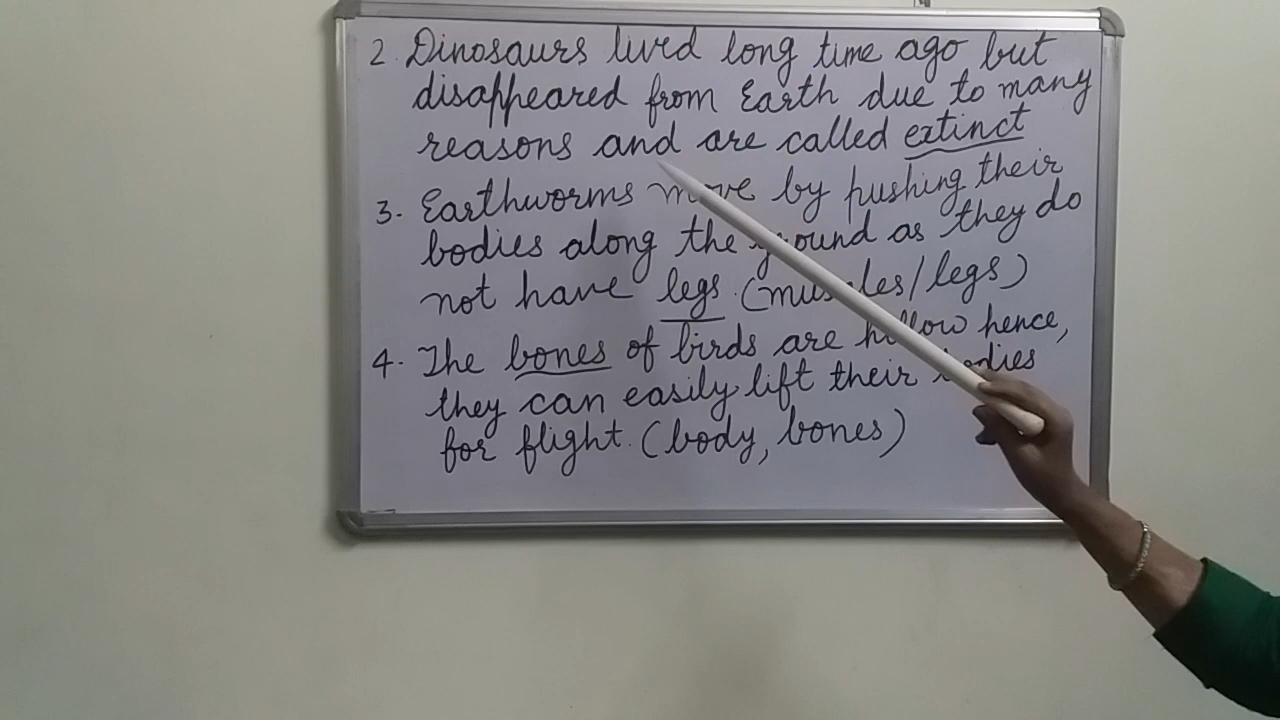 2. Dinosaurs lived long time ago but
disappeared from Earth due to many
reasons and are called extinct
3. Earthworms move by pushing their
bodies along the ground as they do
not have legs. (muscles/legs)
4. The bones of birds are hollow hence,
they can easily lift their bodies
for flight. (body, bones)